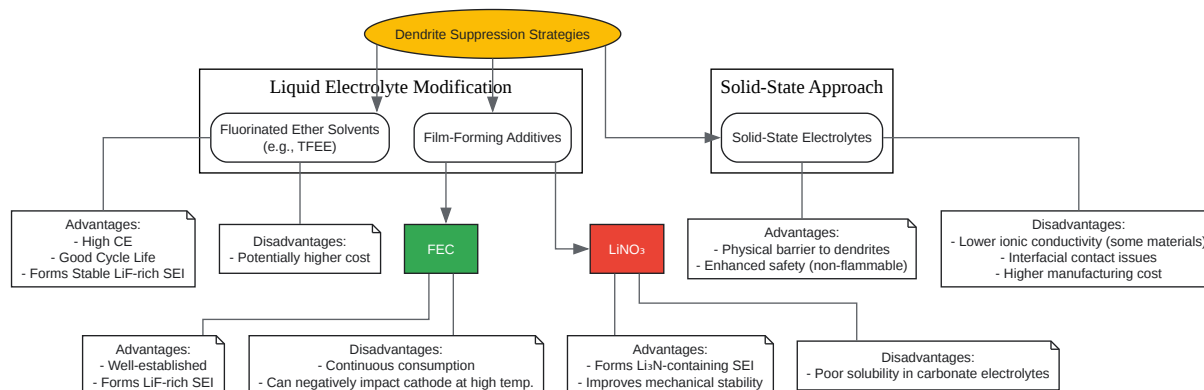 Dendrite Suppression Strategies
Liquid Electrolyte Modification
Solid-State Approach
Fluorinated Ether Solvents
(e.g., TFEE)
Film-Forming Additives
Solid-State Electrolytes
Advantages:
- High CE
- Good Cycle Life
- Forms Stable LiF-rich SEI
Disadvantages:
- Potentially higher cost
FEC
LiNO₃
Advantages:
- Physical barrier to dendrites
- Enhanced safety (non-flammable)
Disadvantages:
- Lower ionic conductivity (some materials)
- Interfacial contact issues
- Higher manufacturing cost
Advantages:
- Well-established
- Forms LiF-rich SEI
Disadvantages:
- Continuous consumption
- Can negatively impact cathode at high temp.
Advantages:
- Forms Li₃N-containing SEI
- Improves mechanical stability
Disadvantages:
- Poor solubility in carbonate electrolytes